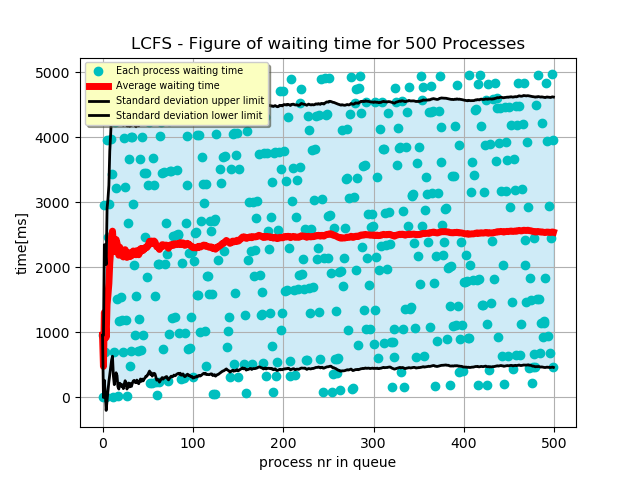 LCFS - Figure of waiting time for 500 Processes
Each process waiting time
Average waiting time
Standard deviation upper limit
Standard deviation lower limit
5000
4000
3000
2000
1000
0
time[ms]
0 100 200 300 400 500
process nr in queue